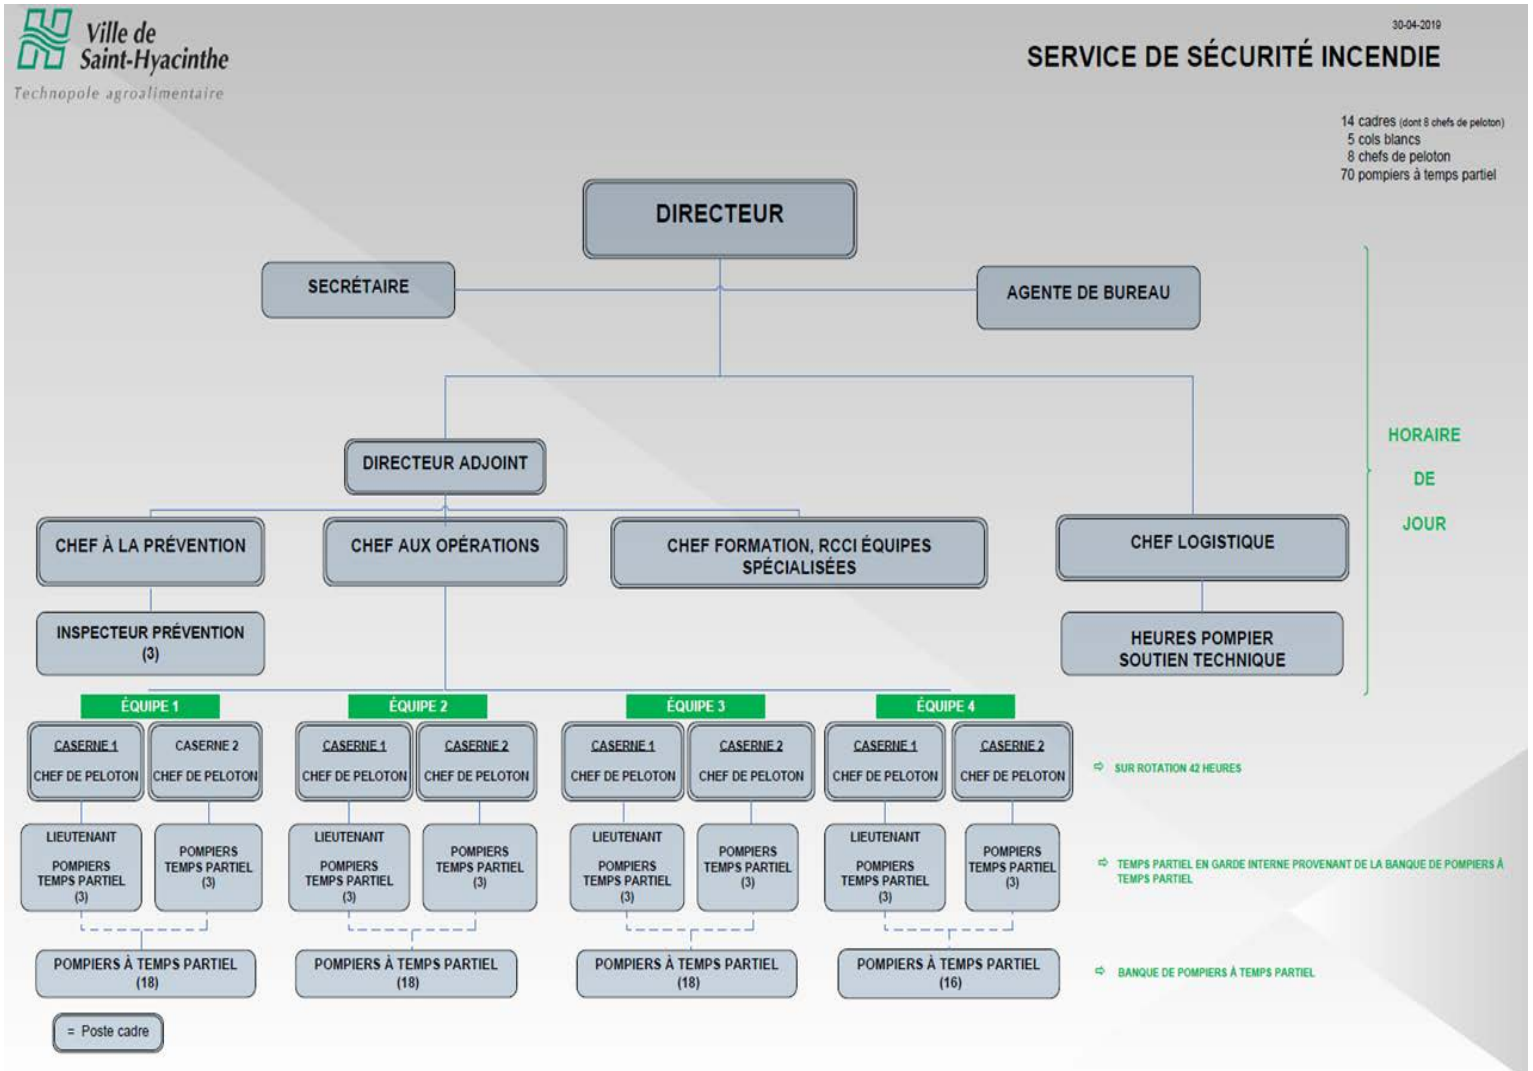 Ville de
Saint-Hyacinthe
Technopole agroalimentaire
30-04-2019
SERVICE DE SÉCURITÉ INCENDIE
14 cadres (dont 8 chefs de peloton)
5 cols blancs
8 chefs de peloton
70 pompiers à temps partiel
DIRECTEUR
SECRÉTAIRE
AGENTE DE BUREAU
HORAIRE
DE
JOUR
DIRECTEUR ADJOINT
CHEF À LA PRÉVENTION
CHEF AUX OPÉRATIONS
CHEF FORMATION, RCCI ÉQUIPES
SPÉCIALISÉES
CHEF LOGISTIQUE
INSPECTEUR PRÉVENTION
(3)
HEURES POMPIER
SOUTIEN TECHNIQUE
ÉQUIPE 1
ÉQUIPE 2
ÉQUIPE 3
ÉQUIPE 4
CASERNE 1
CHEF DE PELOTON
CASERNE 2
CHEF DE PELOTON
CASERNE 1
CHEF DE PELOTON
CASERNE 2
CHEF DE PELOTON
CASERNE 1
CHEF DE PELOTON
CASERNE 2
CHEF DE PELOTON
CASERNE 1
CHEF DE PELOTON
CASERNE 2
CHEF DE PELOTON
⇨ SUR ROTATION 42 HEURES
LIEUTENANT
POMPIERS
TEMPS PARTIEL
(3)
POMPIERS
TEMPS PARTIEL
(3)
LIEUTENANT
POMPIERS
TEMPS PARTIEL
(3)
POMPIERS
TEMPS PARTIEL
(3)
LIEUTENANT
POMPIERS
TEMPS PARTIEL
(3)
POMPIERS
TEMPS PARTIEL
(3)
LIEUTENANT
POMPIERS
TEMPS PARTIEL
(3)
POMPIERS
TEMPS PARTIEL
(3)
⇨ TEMPS PARTIEL EN GARDE INTERNE PROVENANT DE LA BANQUE DE POMPIERS À
TEMPS PARTIEL
POMPIERS À TEMPS PARTIEL
(18)
POMPIERS À TEMPS PARTIEL
(18)
POMPIERS À TEMPS PARTIEL
(18)
POMPIERS À TEMPS PARTIEL
(16)
⇨ BANQUE DE POMPIERS À TEMPS PARTIEL
= Poste cadre